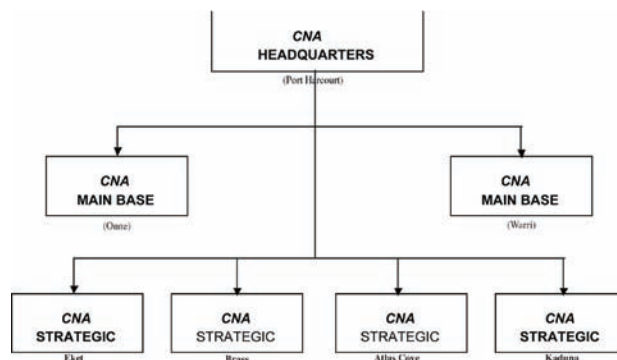 CNA
HEADQUARTERS
(Port Harcourt)
CNA
MAIN BASE
(Onne)
CNA
MAIN BASE
(Warri)
CNA
STRATEGIC
Eket
CNA
STRATEGIC
Brass
CNA
STRATEGIC
Atlas Cove
CNA
STRATEGIC
Kaduna